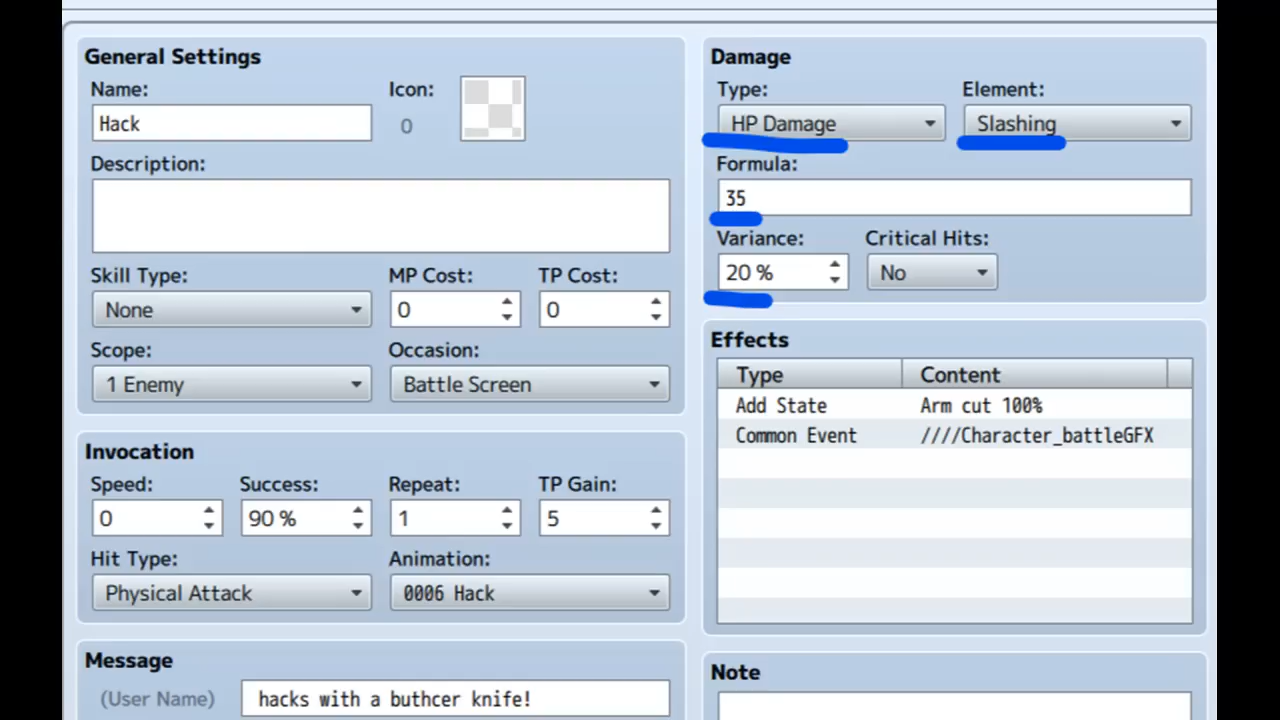 General Settings
Name:
Icon:
Hack
0
Description:
Skill Type:
MP Cost:
TP Cost:
None
0
0
Scope:
Occasion:
1 Enemy
Battle Screen
Invocation
Speed:
Success:
Repeat:
TP Gain:
0
90 %
1
5
Hit Type:
Animation:
Physical Attack
0006 Hack
Message
(User Name)
hacks with a buthcer knife!
Damage
Type:
Element:
HP Damage
Slashing
Formula:
35
Variance:
Critical Hits:
20 %
No
Effects
Type
Content
Add State
Arm cut 100%
Common Event
////Character_battleGFX
Note